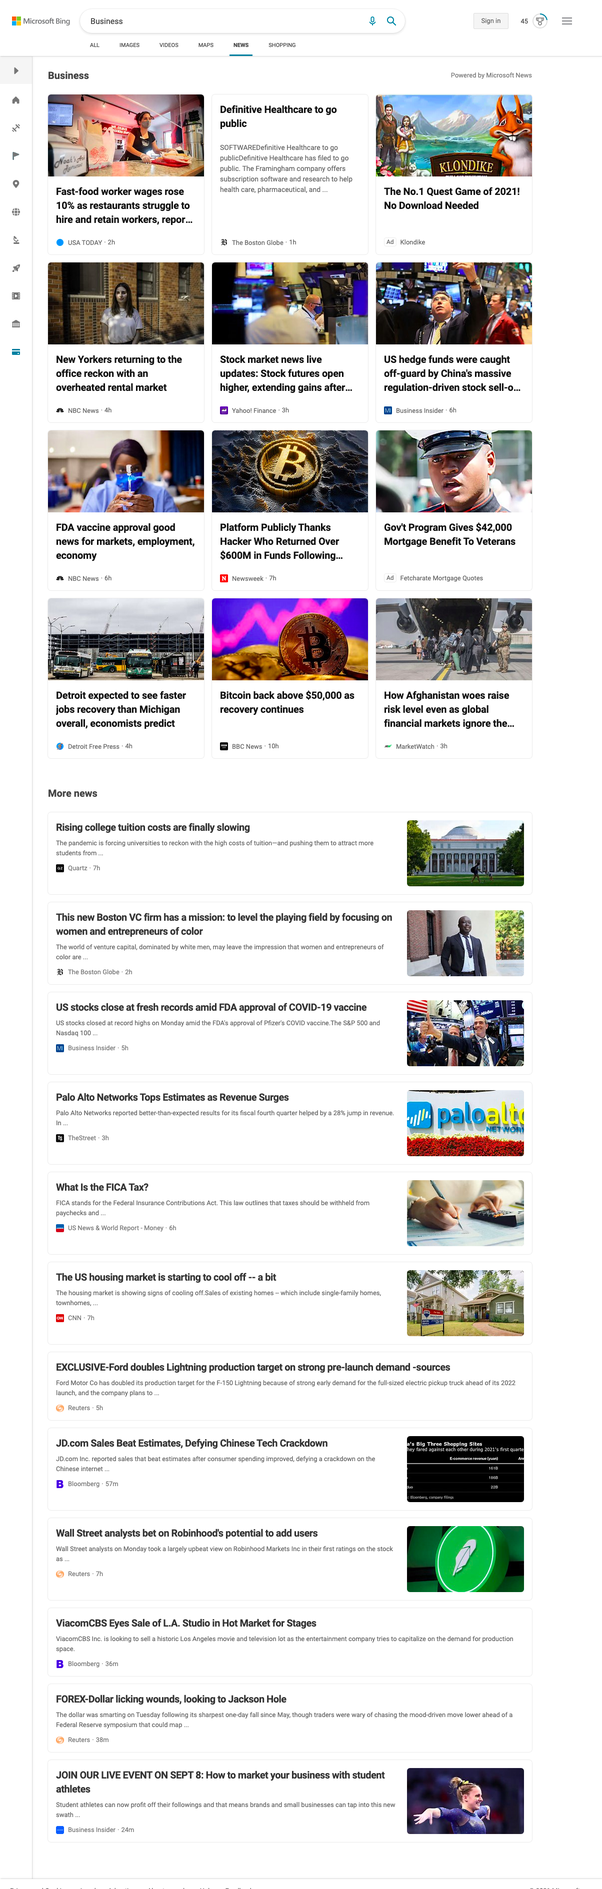 Microsoft Bing
Business
Sign in
45
ALL
IMAGES
VIDEOS
MAPS
NEWS
SHOPPING
Business
Powered by Microsoft News
Fast-food worker wages rose
10% as restaurants struggle to
hire and retain workers, repor...
USA TODAY · 2h
Definitive Healthcare to go
public
SOFTWAREDefinitive Healthcare to go
publicDefinitive Healthcare has filed to go
public. The Framingham company offers
subscription software and research to help
health care, pharmaceutical, and ...
The Boston Globe · 1h
KLONDIKE
The No.1 Quest Game of 2021!
No Download Needed
Ad Klondike
New Yorkers returning to the
office reckon with an
overheated rental market
NBC News · 4h
Stock market news live
updates: Stock futures open
higher, extending gains after...
Yahoo! Finance · 3h
US hedge funds were caught
off-guard by China's massive
regulation-driven stock sell-o...
Business Insider · 6h
FDA vaccine approval good
news for markets, employment,
economy
NBC News · 6h
Platform Publicly Thanks
Hacker Who Returned Over
$600M in Funds Following...
Newsweek · 7h
Gov't Program Gives $42,000
Mortgage Benefit To Veterans
Ad Fetcharate Mortgage Quotes
Detroit expected to see faster
jobs recovery than Michigan
overall, economists predict
Detroit Free Press · 4h
Bitcoin back above $50,000 as
recovery continues
BBC News · 10h
How Afghanistan woes raise
risk level even as global
financial markets ignore the...
MarketWatch · 3h
More news
Rising college tuition costs are finally slowing
The pandemic is forcing universities to reckon with the high costs of tuition—and pushing them to attract more
students from ...
Quartz · 7h
This new Boston VC firm has a mission: to level the playing field by focusing on
women and entrepreneurs of color
The world of venture capital, dominated by white men, may leave the impression that women and entrepreneurs of
color are ...
The Boston Globe · 2h
US stocks close at fresh records amid FDA approval of COVID-19 vaccine
US stocks closed at record highs on Monday amid the FDA's approval of Pfizer's COVID vaccine.The S&P 500 and
Nasdaq 100 ...
Business Insider · 5h
Palo Alto Networks Tops Estimates as Revenue Surges
Palo Alto Networks reported better-than-expected results for its fiscal fourth quarter helped by a 28% jump in revenue.
In ...
TheStreet · 3h
paloalto
What Is the FICA Tax?
FICA stands for the Federal Insurance Contributions Act. This law outlines that taxes should be withheld from
paychecks and ...
US News & World Report - Money · 6h
The US housing market is starting to cool off -- a bit
The housing market is showing signs of cooling off.Sales of existing homes – which include single-family homes,
townhomes, ...
CNN · 7h
EXCLUSIVE-Ford doubles Lightning production target on strong pre-launch demand -sources
Ford Motor Co has doubled its production target for the F-150 Lightning because of strong early demand for the full-sized electric pickup truck ahead of its 2022
launch, and the company plans to ...
Reuters · 5h
JD.com Sales Beat Estimates, Defying Chinese Tech Crackdown
JD.com Inc. reported sales that beat estimates after consumer spending improved, defying a crackdown on the
Chinese internet ...
Bloomberg · 57m
a's Big Three Shopping Sites
hey fared against each other during 2021's first quarte
E-commerce revenue (yuan)
Wall Street analysts bet on Robinhood's potential to add users
Wall Street analysts on Monday took a largely upbeat view on Robinhood Markets Inc in their first ratings on the stock
as ...
Reuters · 7h
ViacomCBS Eyes Sale of L.A. Studio in Hot Market for Stages
ViacomCBS Inc. is looking to sell a historic Los Angeles movie and television lot as the entertainment company tries to capitalize on the demand for production
space.
Bloomberg · 36m
FOREX-Dollar licking wounds, looking to Jackson Hole
The dollar was smarting on Tuesday following its sharpest one-day fall since May, though traders were wary of chasing the mood-driven move lower ahead of a
Federal Reserve symposium that could map ...
Reuters · 38m
JOIN OUR LIVE EVENT ON SEPT 8: How to market your business with student
athletes
Student athletes can now profit off their followings and that means brands and small businesses can tap into this new
swath ...
Business Insider · 24m